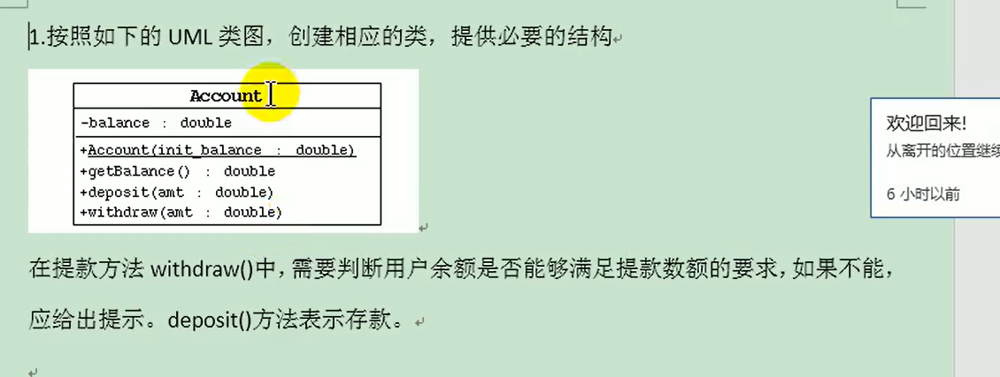 1.按照如下的 UML 类图，创建相应的类，提供必要的结构
Account
-balance : double
+Account(init_balance : double)
+getBalance() : double
+deposit(amt : double)
+withdraw(amt : double)
欢迎回来!
从离开的位置继续
6 小时以前
在提款方法 withdraw()中，需要判断用户余额是否能够满足提款数额的要求，如果不能，
应给出提示。deposit()方法表示存款。